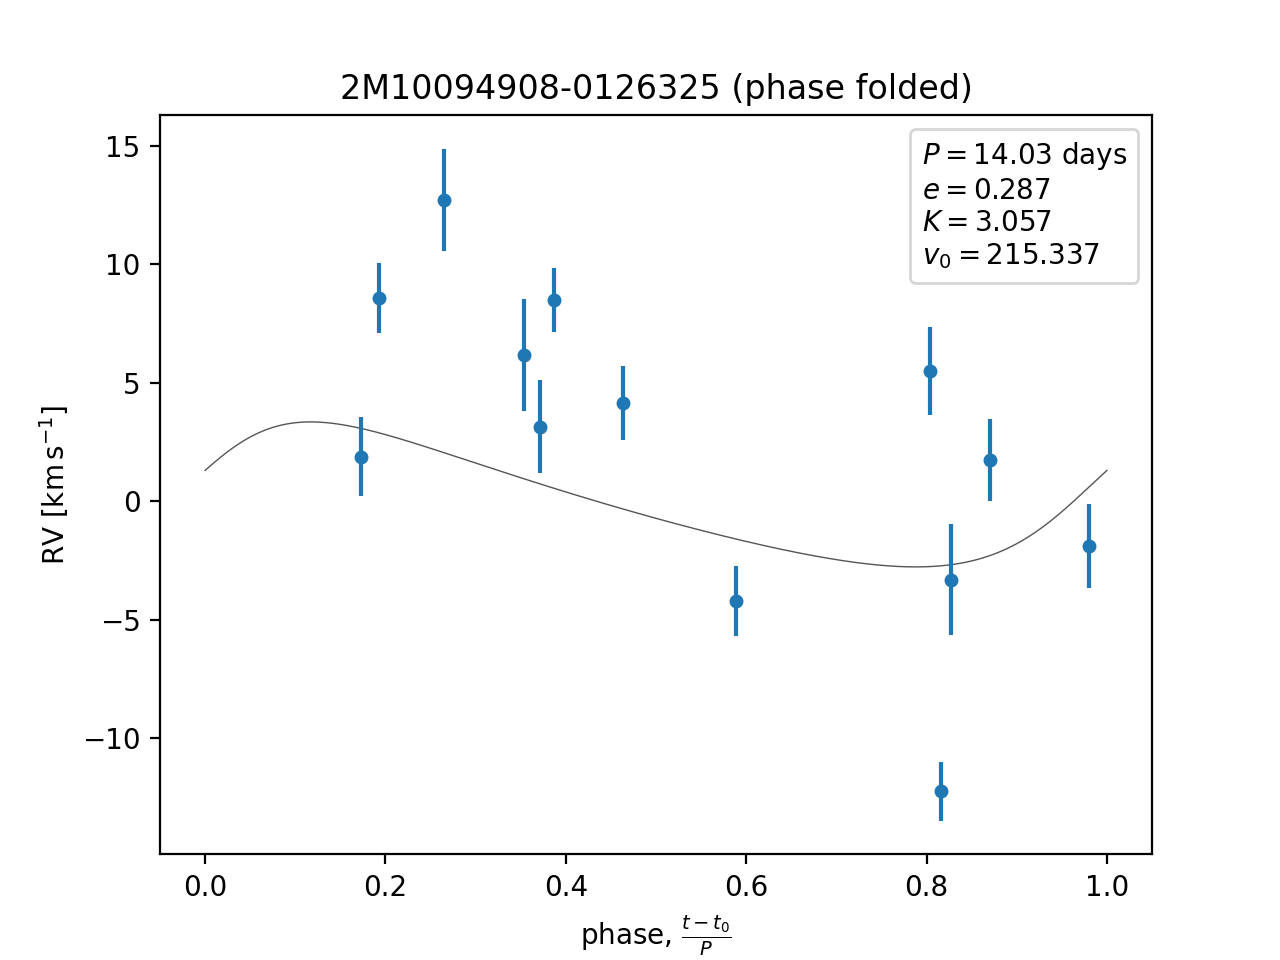 2M10094908-0126325 (phase folded)
P = 14.03 days
e = 0.287
K = 3.057
v₀ = 215.337
RV [km s⁻¹]
15
10
5
0
−5
−10
0.0 0.2 0.4 0.6 0.8 1.0
phase, (t − t₀)/P